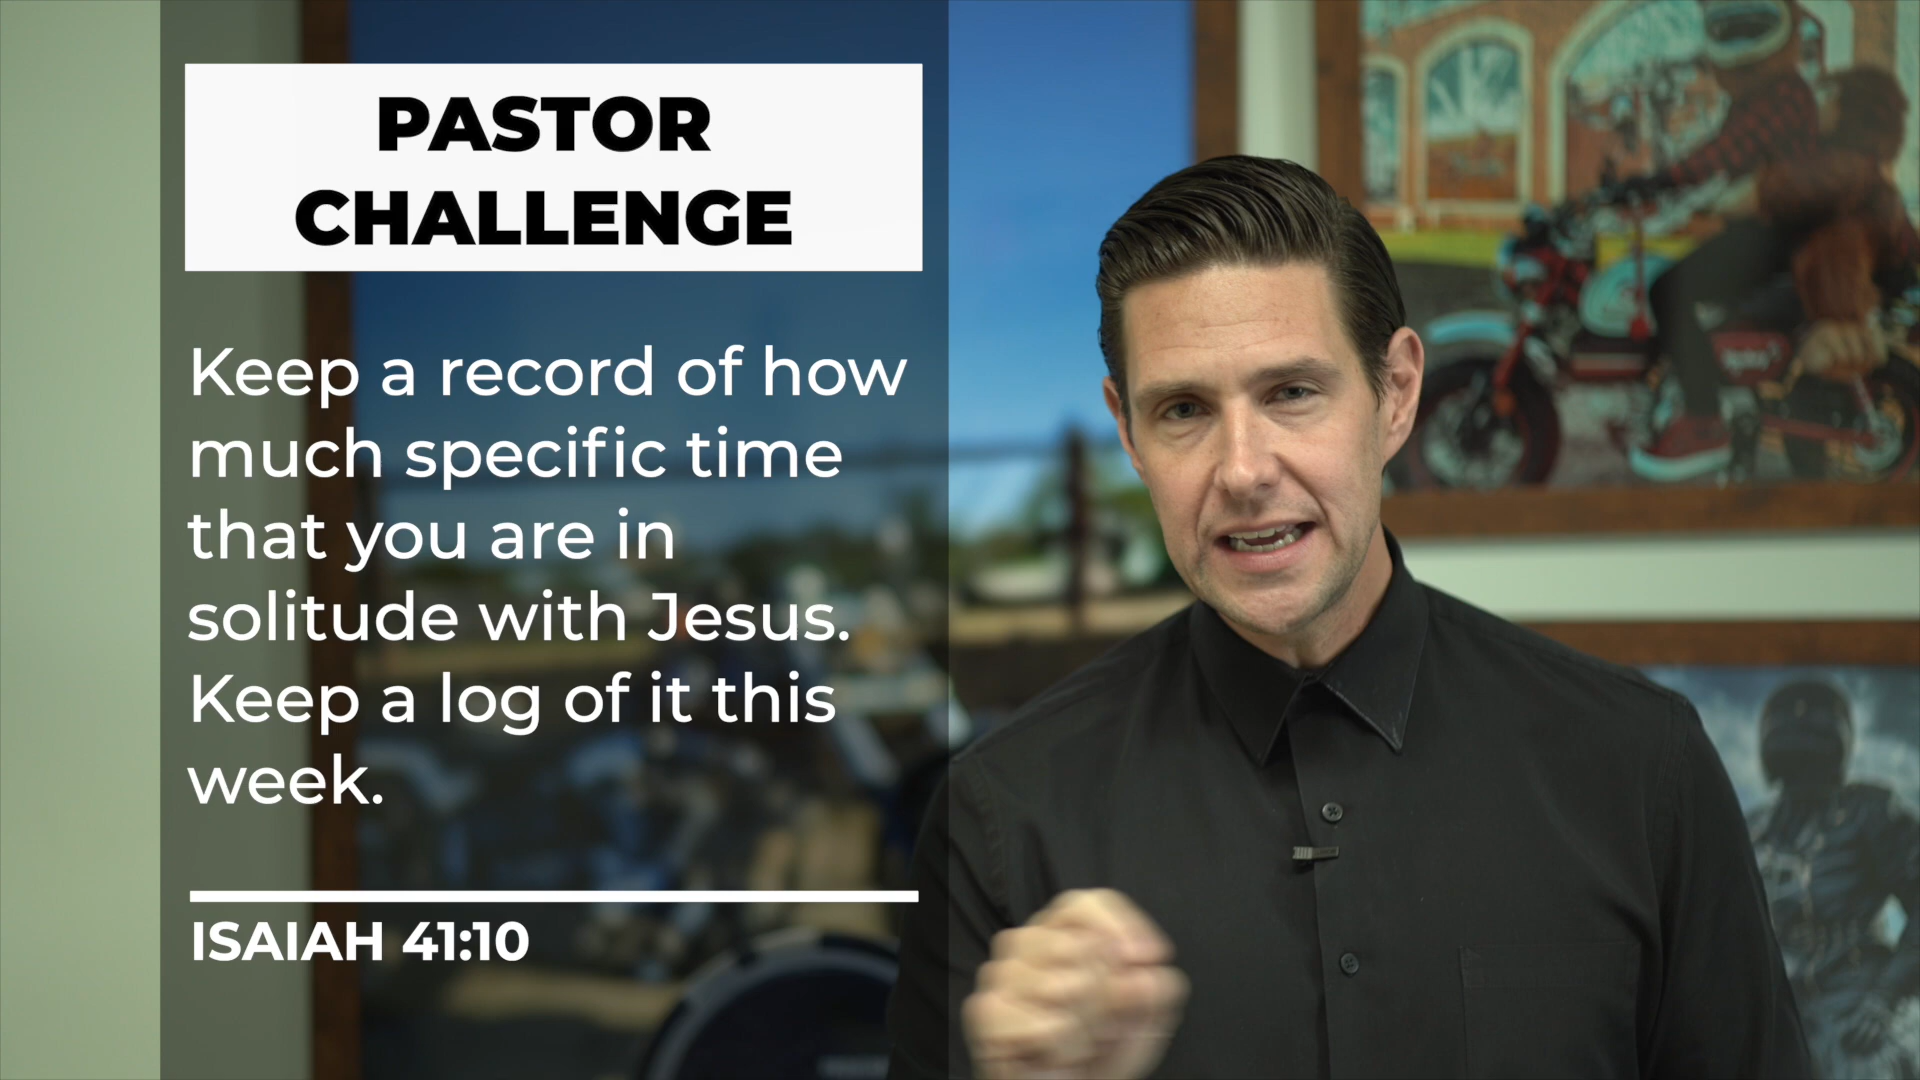 PASTOR
CHALLENGE
Keep a record of how
much specific time
that you are in
solitude with Jesus.
Keep a log of it this
week.
ISAIAH 41:10